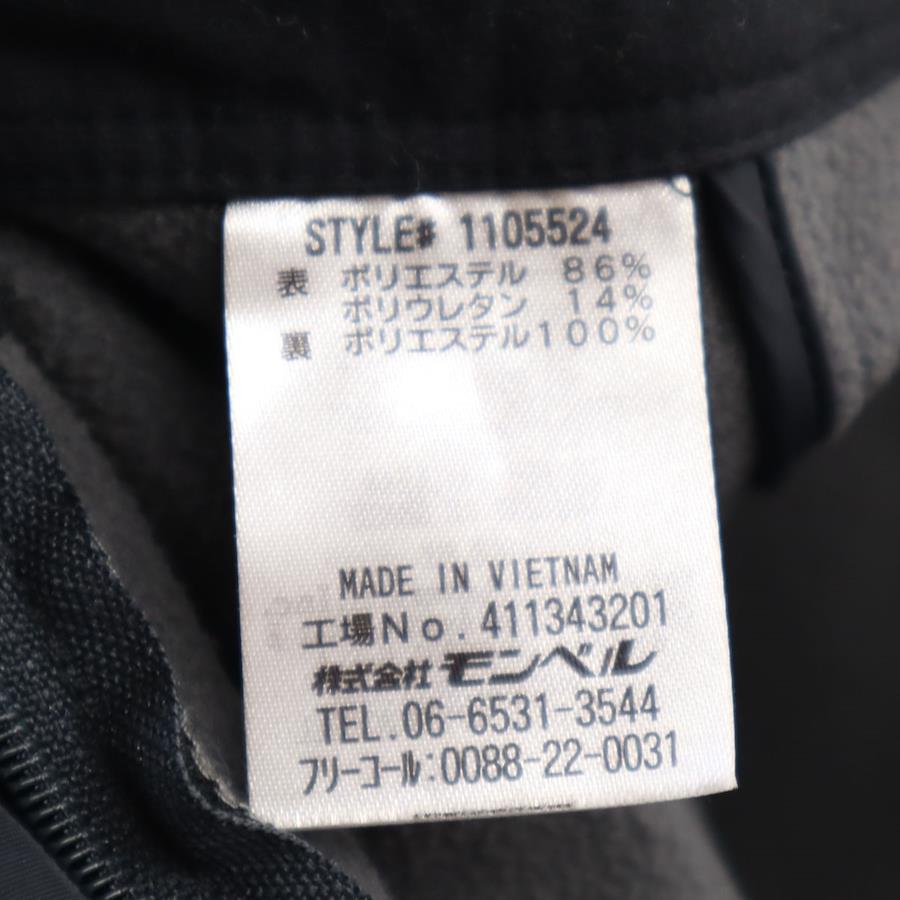 STYLE# 1105524
表 ポリエステル 86%
ポリウレタン 14%
裏 ポリエステル100%
MADE IN VIETNAM
工場No.411343201
株式会社 モンベル
TEL.06-6531-3544
フリーコール:0088-22-0031